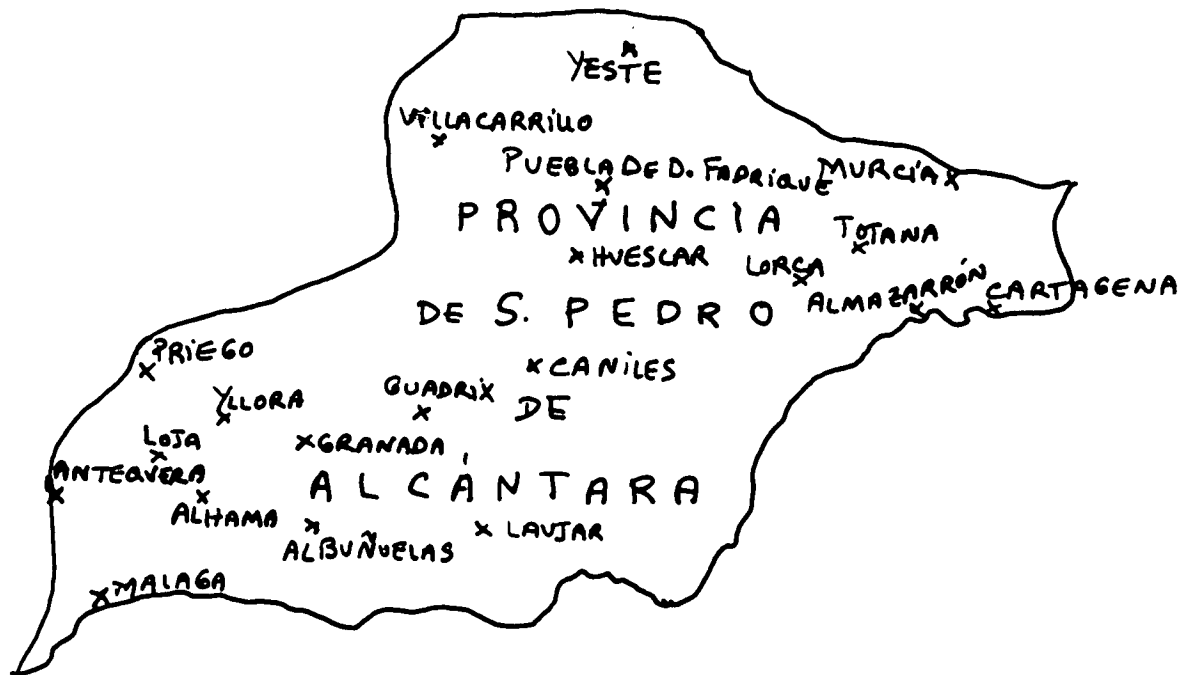 YESTE
VILLACARRILLO
PUEBLA DE D. FADRIQUE
MURCIA
PROVINCIA
TOTANA
HUESCAR
LORCA
ALMAZARRÓN
CARTAGENA
DE S. PEDRO
PRIEGO
CANILES
YLLORA
GUADRIX
DE
LOJA
GRANADA
ANTEQUERA
ALCÁNTARA
ALHAMA
ALBUÑUELAS
LAUJAR
MALAGA